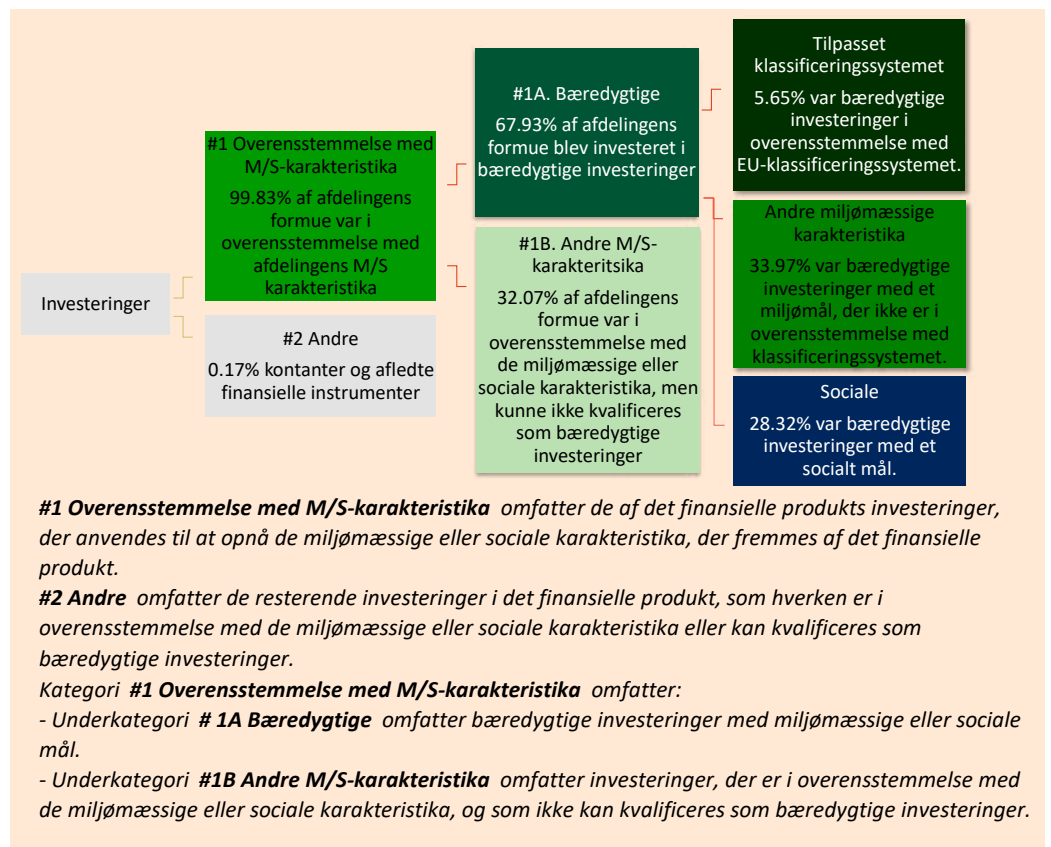 Investeringer
#1 Overensstemmelse med
M/S-karakteristika
99.83% af afdelingens
formue var i
overensstemmelse med
afdelingens M/S
karakteristika
#2 Andre
0.17% kontanter og afledte
finansielle instrumenter
#1A. Bæredygtige
67.93% af afdelingens
formue blev investeret i
bæredygtige investeringer
#1B. Andre M/S-
karakteritsika
32.07% af afdelingens
formue var i
overensstemmelse med
de miljømæssige eller
sociale karakteristika, men
kunne ikke kvalificeres
som bæredygtige
investeringer
Tilpasset
klassificeringssystemet
5.65% var bæredygtige
investeringer i
overensstemmelse med
EU-klassificeringssystemet.
Andre miljømæssige
karakteristika
33.97% var bæredygtige
investeringer med et
miljømål, der ikke er i
overensstemmelse med
klassificeringssystemet.
Sociale
28.32% var bæredygtige
investeringer med et
socialt mål.
#1 Overensstemmelse med M/S-karakteristika omfatter de af det finansielle produkts investeringer,
der anvendes til at opnå de miljømæssige eller sociale karakteristika, der fremmes af det finansielle
produkt.
#2 Andre omfatter de resterende investeringer i det finansielle produkt, som hverken er i
overensstemmelse med de miljømæssige eller sociale karakteristika eller kan kvalificeres som
bæredygtige investeringer.
Kategori #1 Overensstemmelse med M/S-karakteristika omfatter:
- Underkategori # 1A Bæredygtige omfatter bæredygtige investeringer med miljømæssige eller sociale
mål.
- Underkategori #1B Andre M/S-karakteristika omfatter investeringer, der er i overensstemmelse med
de miljømæssige eller sociale karakteristika, og som ikke kan kvalificeres som bæredygtige investeringer.